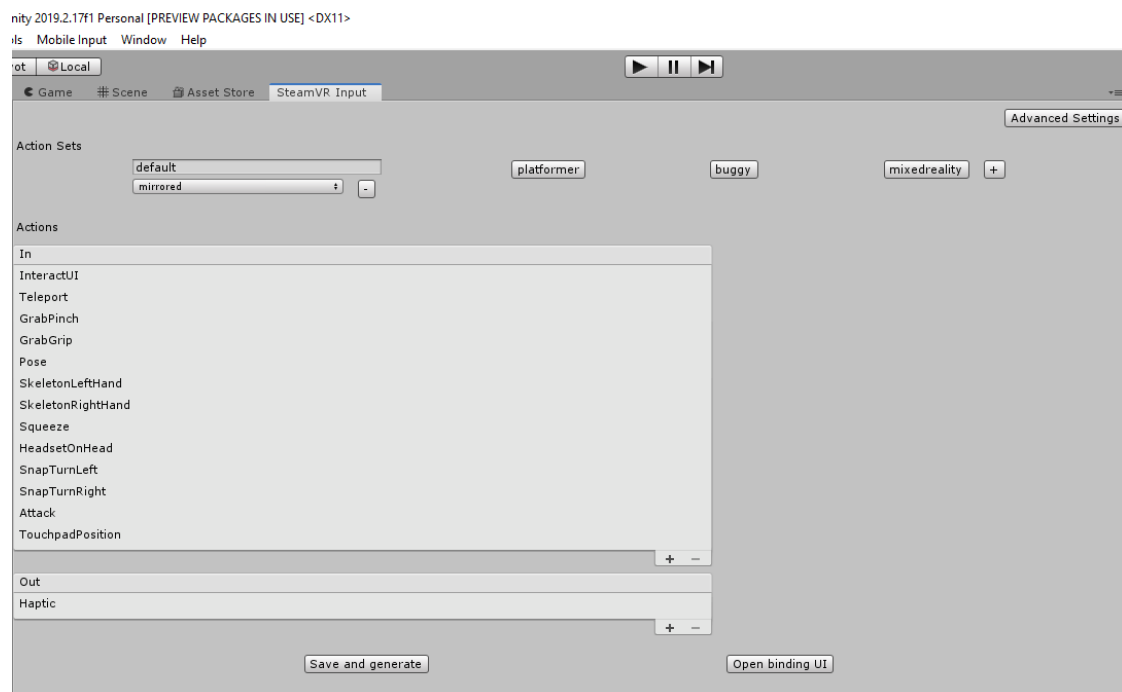 nity 2019.2.17f1 Personal [PREVIEW PACKAGES IN USE] <DX11>
ls Mobile Input Window Help
ot Local
Game Scene Asset Store SteamVR Input
Advanced Settings
Action Sets
default platformer buggy mixedreality +
mirrored -
Actions
In
InteractUI
Teleport
GrabPinch
GrabGrip
Pose
SkeletonLeftHand
SkeletonRightHand
Squeeze
HeadsetOnHead
SnapTurnLeft
SnapTurnRight
Attack
TouchpadPosition
+ −
Out
Haptic
+ −
Save and generate Open binding UI